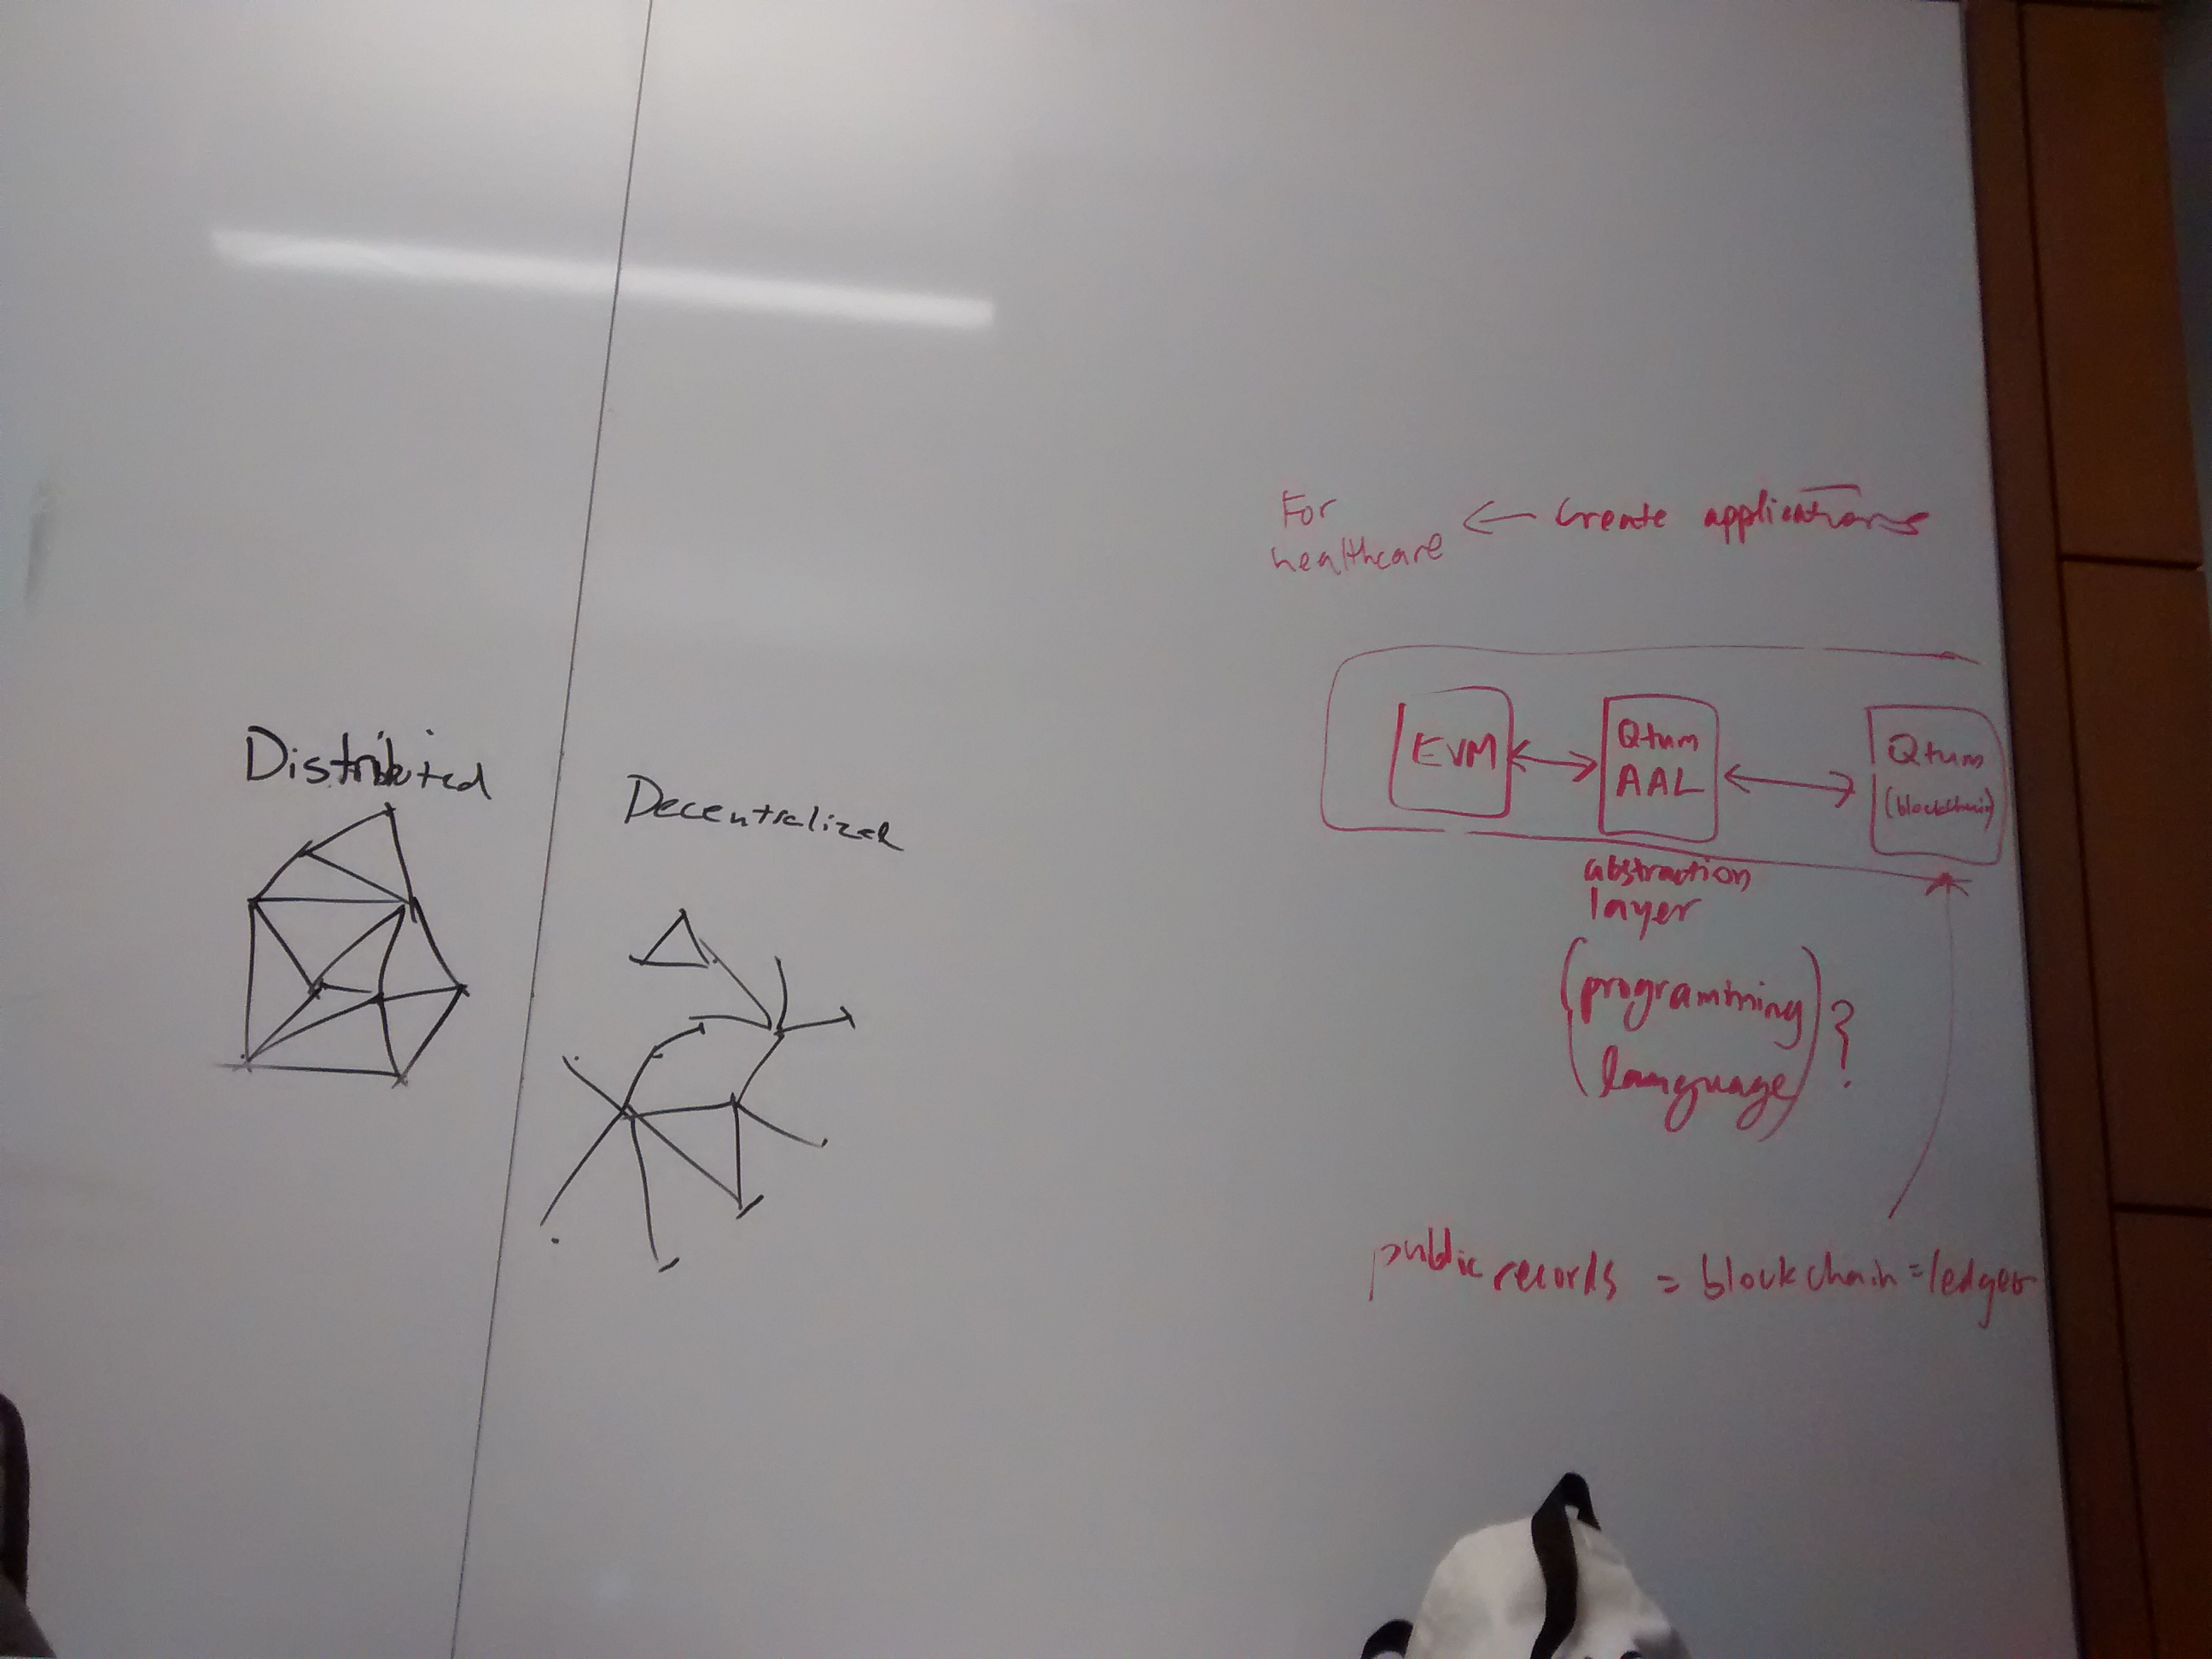 Distributed
Decentralized
For
healthcare ← create applications
EVM
Qtum
AAL
Qtum
(blockchain)
abstraction
layer
(programming
language)?
public records = blockchain = ledger